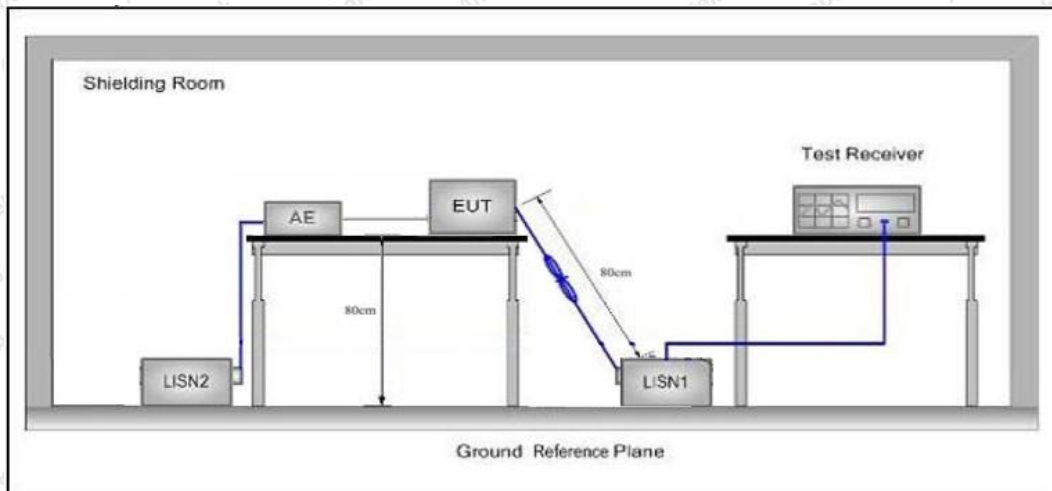 Shielding Room
Test Receiver
AE
EUT
80cm
80cm
LISN2
LISN1
Ground Reference Plane